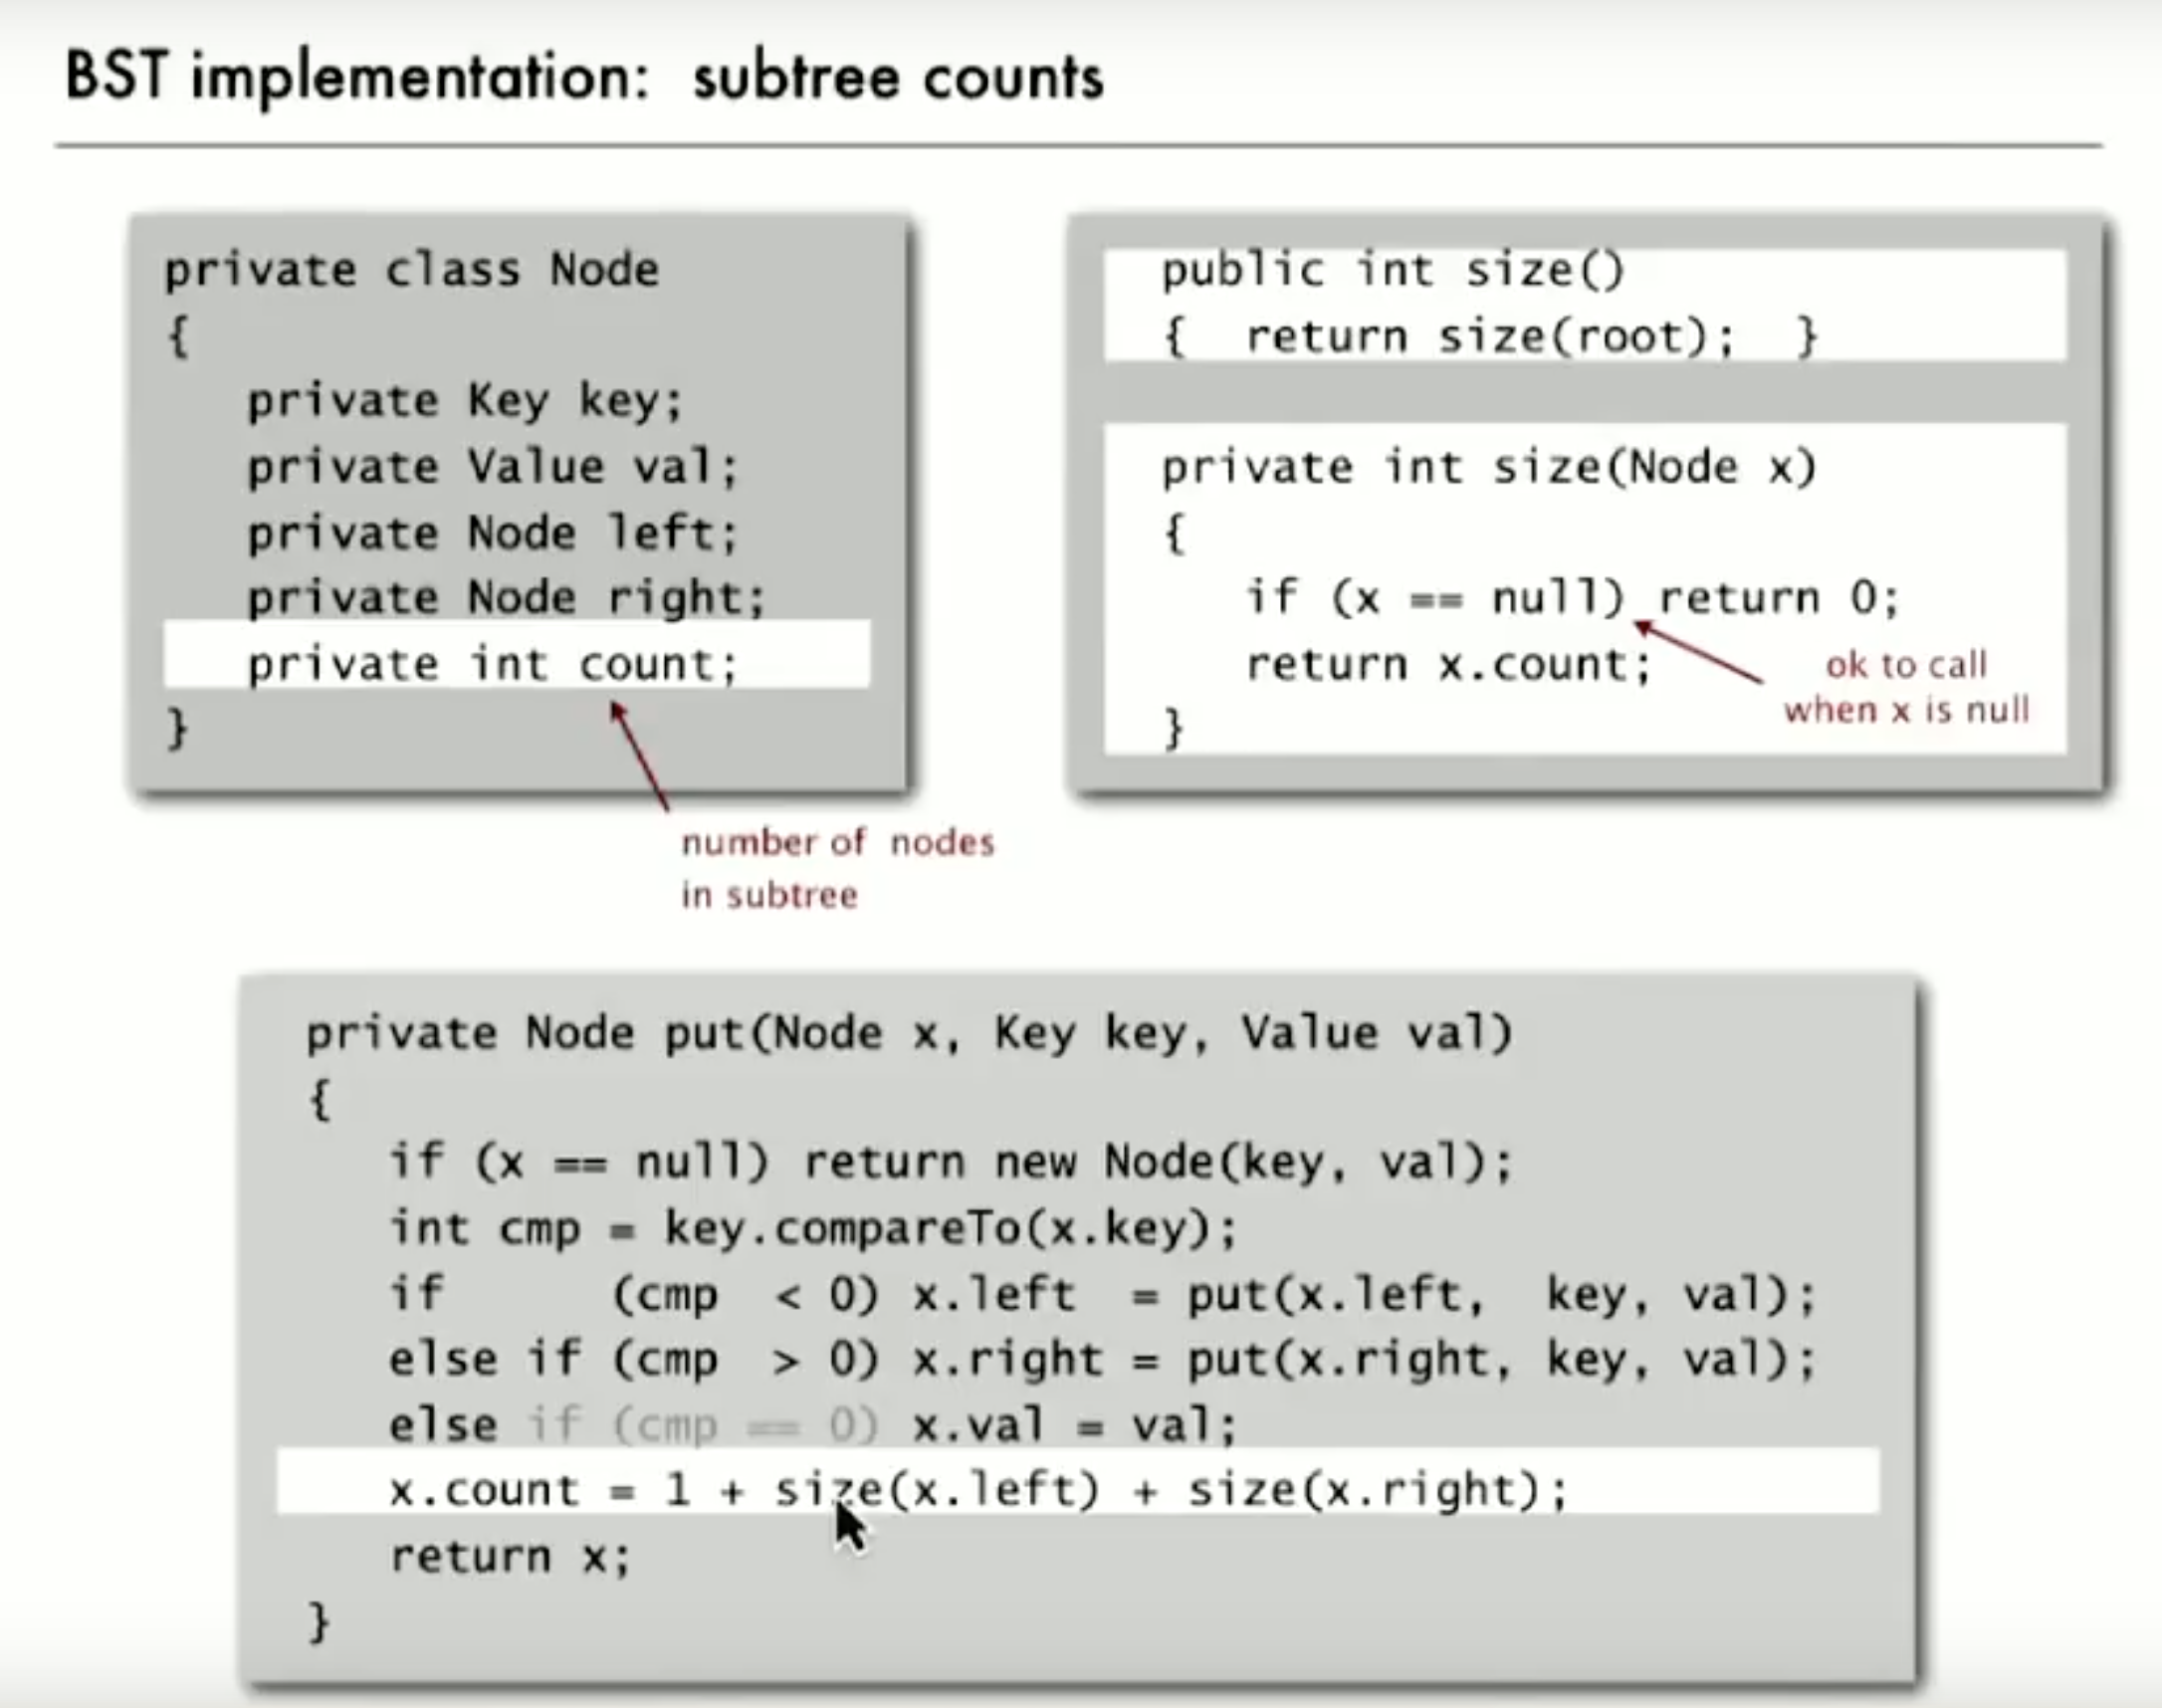 BST implementation: subtree counts
private class Node
{
private Key key;
private Value val;
private Node left;
private Node right;
private int count;
}
number of nodes
in subtree
public int size()
{ return size(root); }
private int size(Node x)
{
if (x == null) return 0;
return x.count;
}
ok to call
when x is null
private Node put(Node x, Key key, Value val)
{
if (x == null) return new Node(key, val);
int cmp = key.compareTo(x.key);
if (cmp < 0) x.left = put(x.left, key, val);
else if (cmp > 0) x.right = put(x.right, key, val);
else if (cmp == 0) x.val = val;
x.count = 1 + size(x.left) + size(x.right);
return x;
}